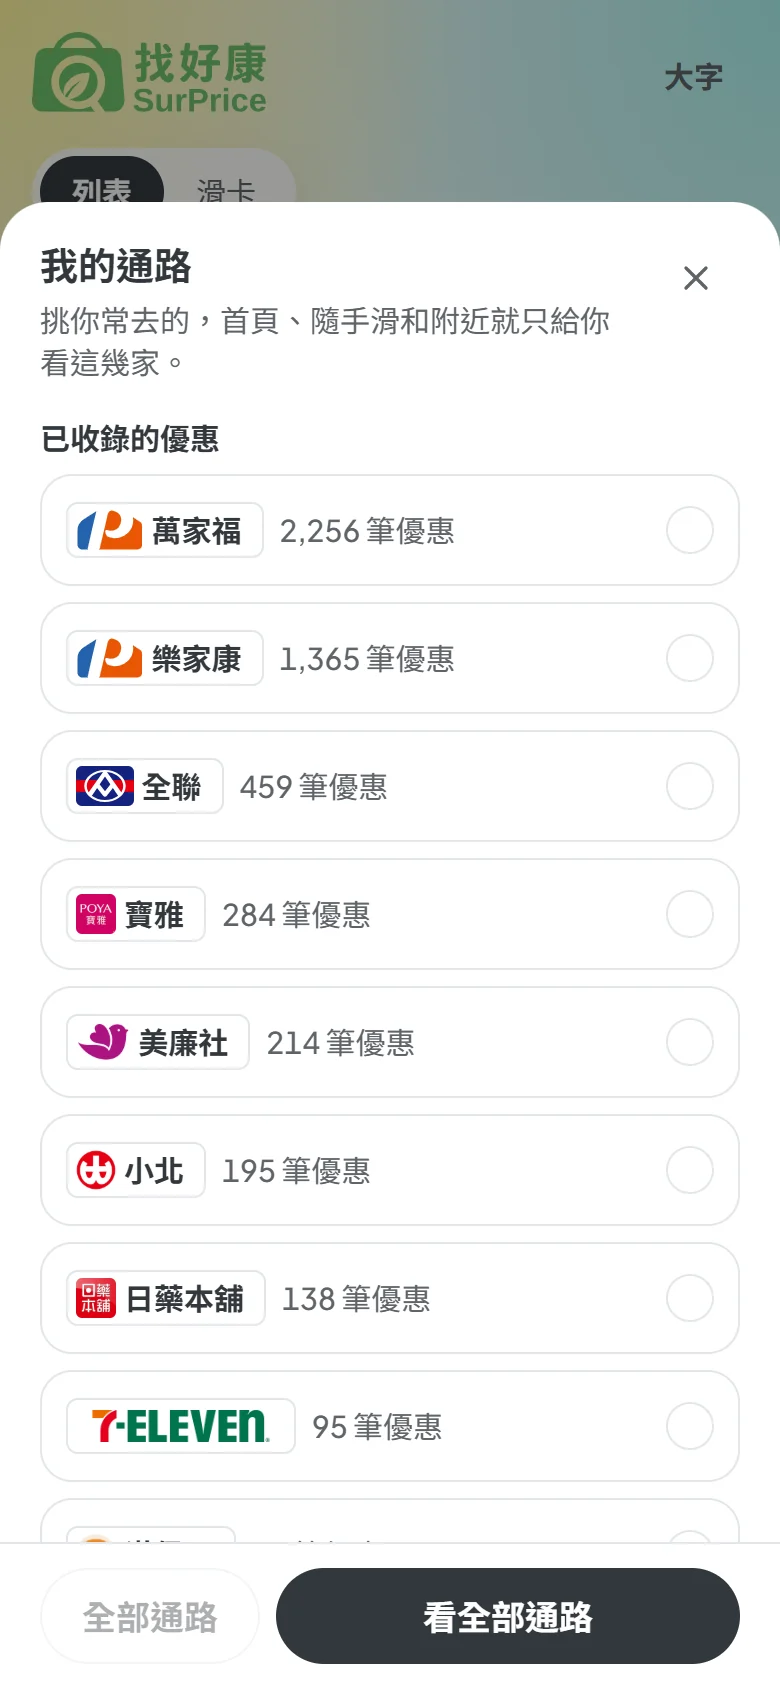 找好康
SurPrice
大字
列表
滑卡
我的通路
挑你常去的，首頁、隨手滑和附近就只給你
看這幾家。
已收錄的優惠
萬家福 2,256 筆優惠
樂家康 1,365 筆優惠
全聯 459 筆優惠
POYA
寶雅
寶雅 284 筆優惠
美廉社 214 筆優惠
小北 195 筆優惠
日藥
本舖
日藥本舖 138 筆優惠
7-ELEVEN 95 筆優惠
全部通路
看全部通路